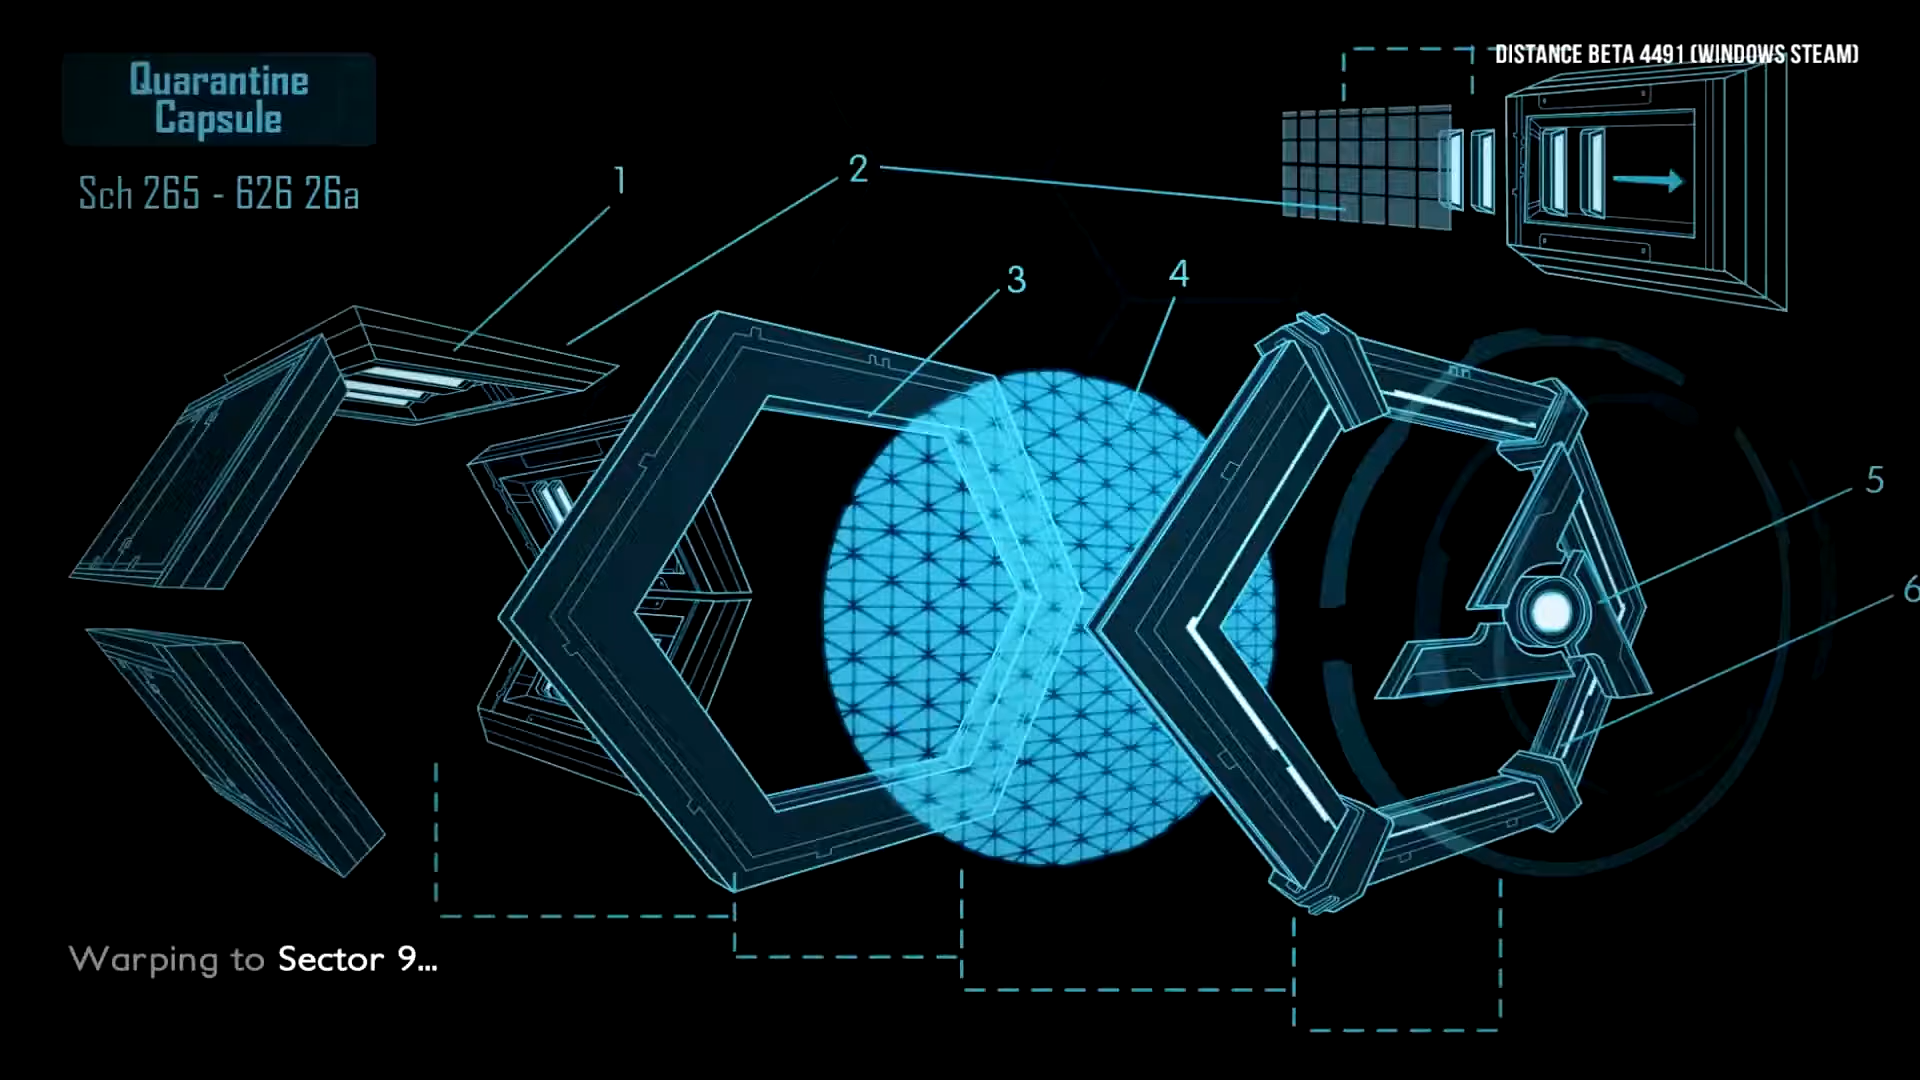 DISTANCE BETA 4491 (WINDOWS STEAM)
Quarantine
Capsule
Sch 265 - 626 26a
1
2
3
4
5
6
Warping to Sector 9...